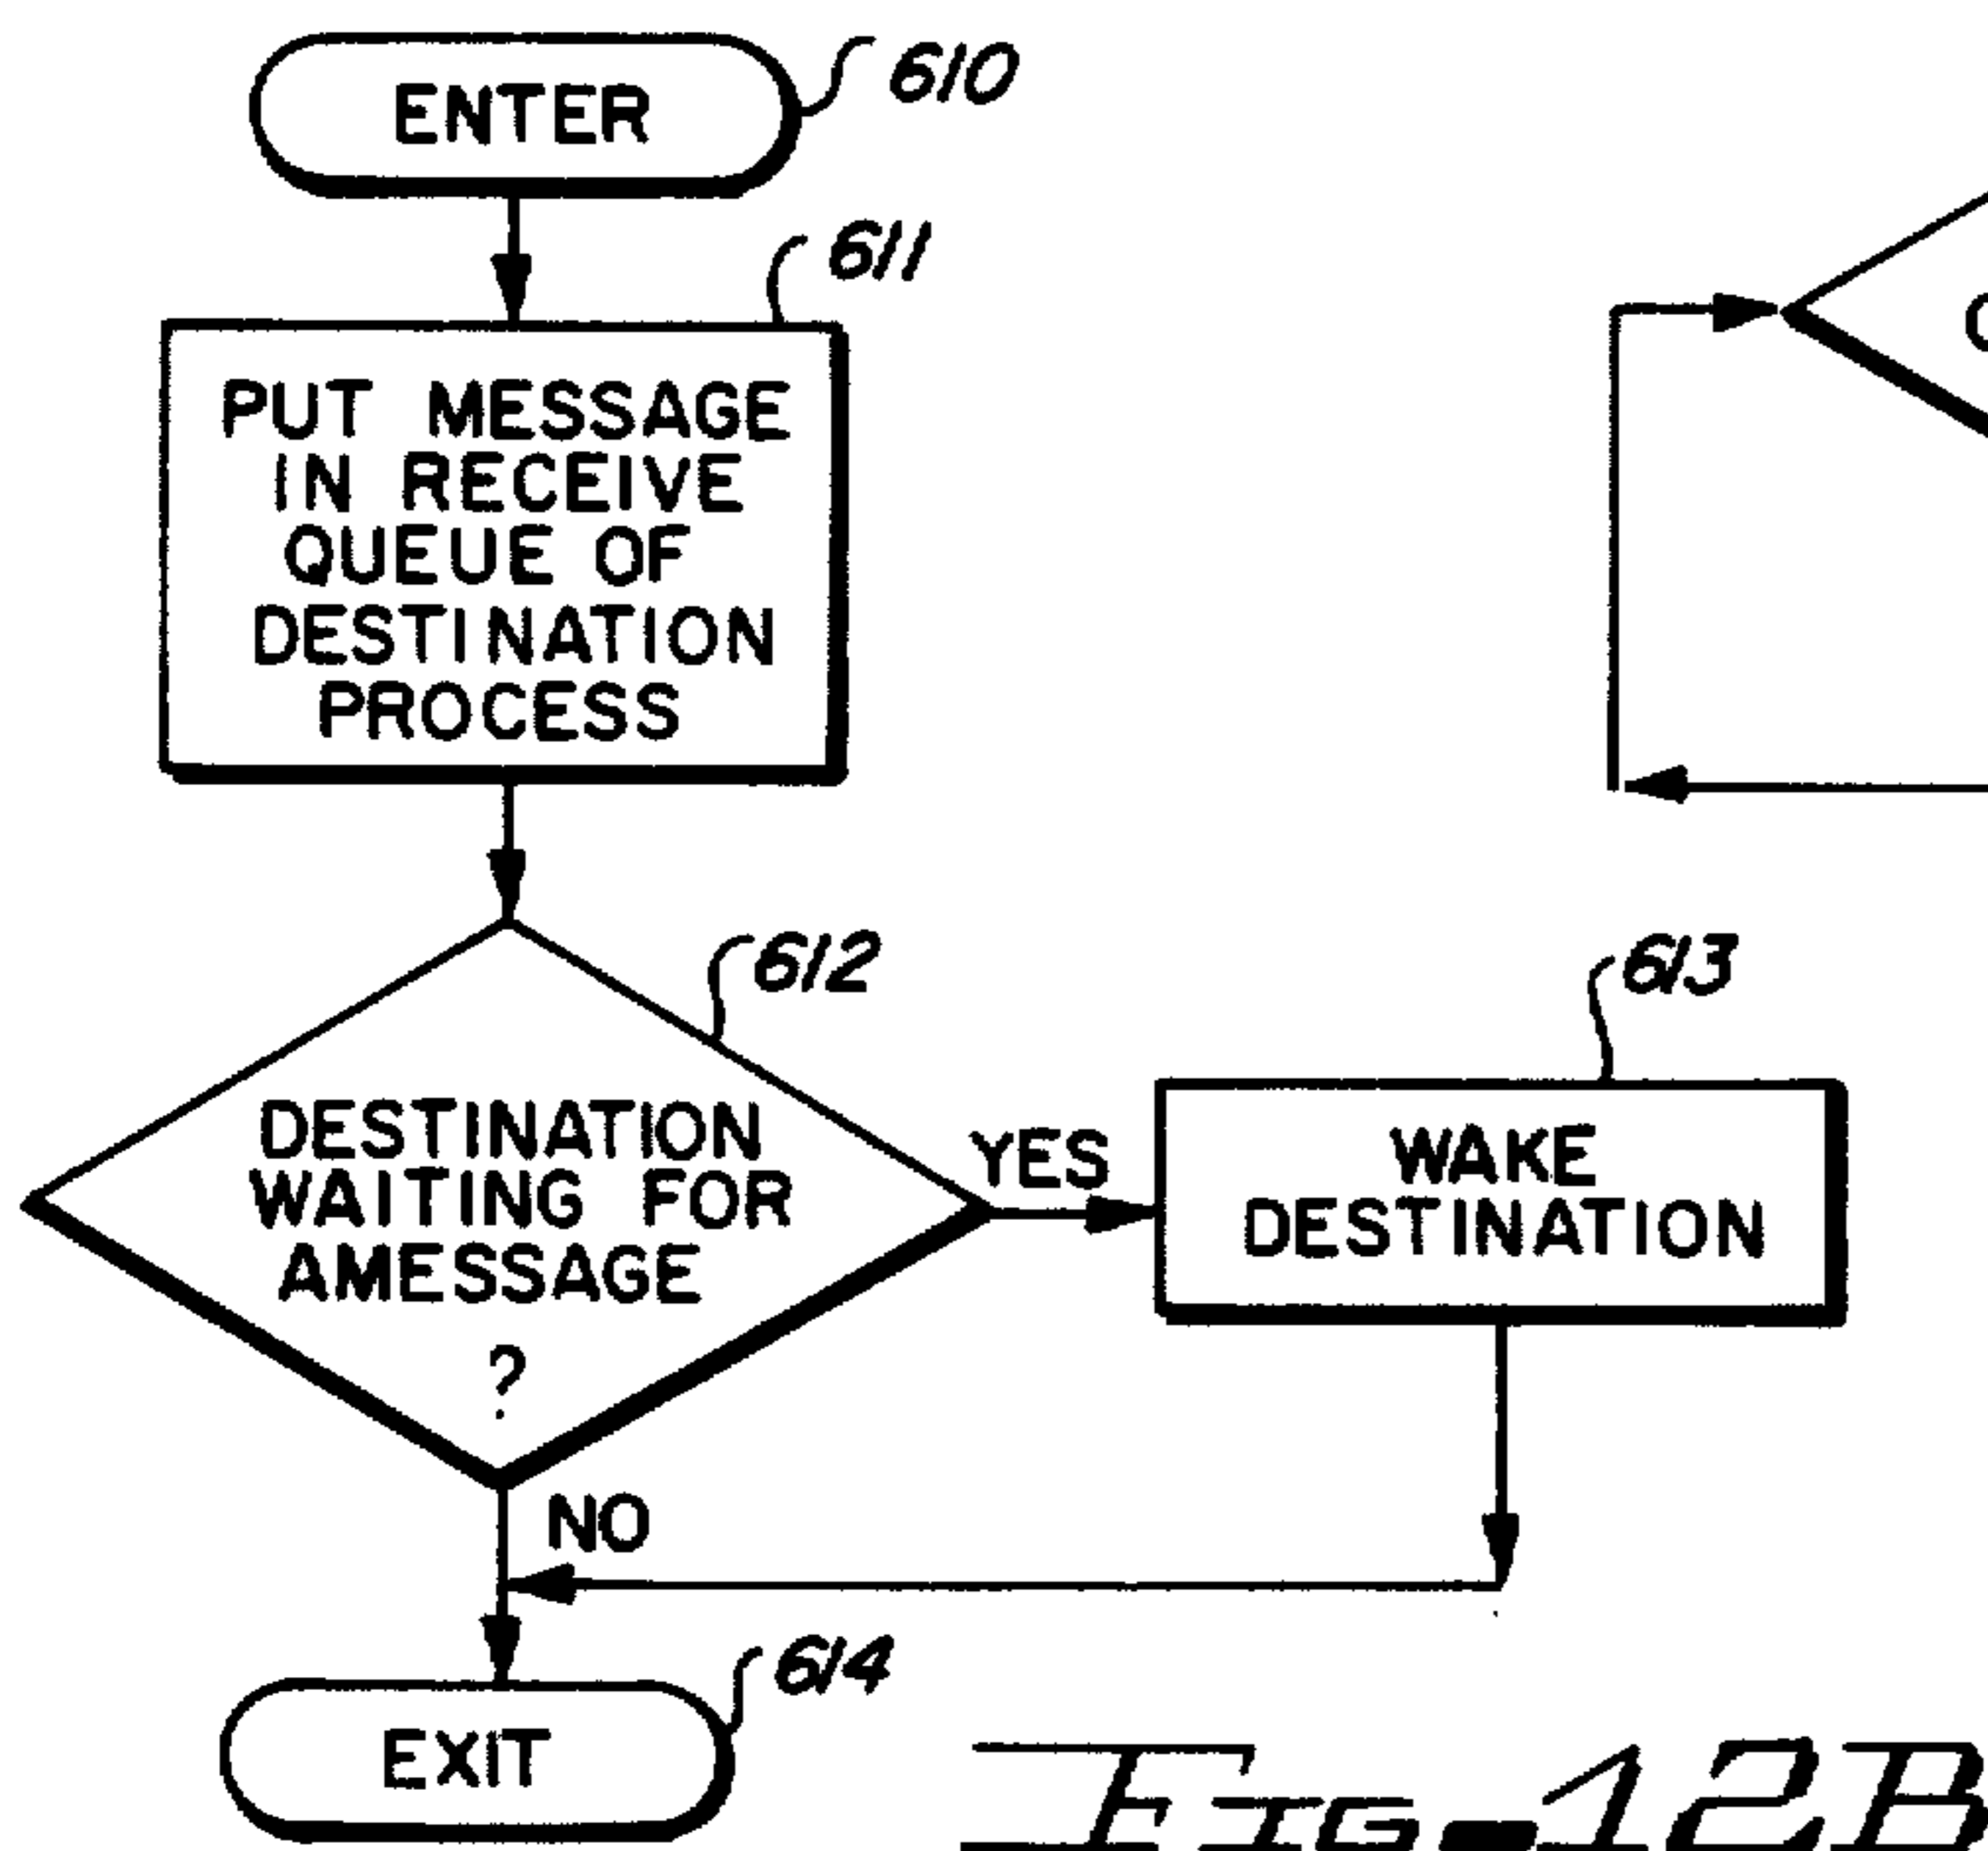 ENTER
610
611
PUT MESSAGE
IN RECEIVE
QUEUE OF
DESTINATION
PROCESS
612
DESTINATION
WAITING FOR
AMESSAGE
?
YES
613
WAKE
DESTINATION
NO
614
EXIT
FIG-12B